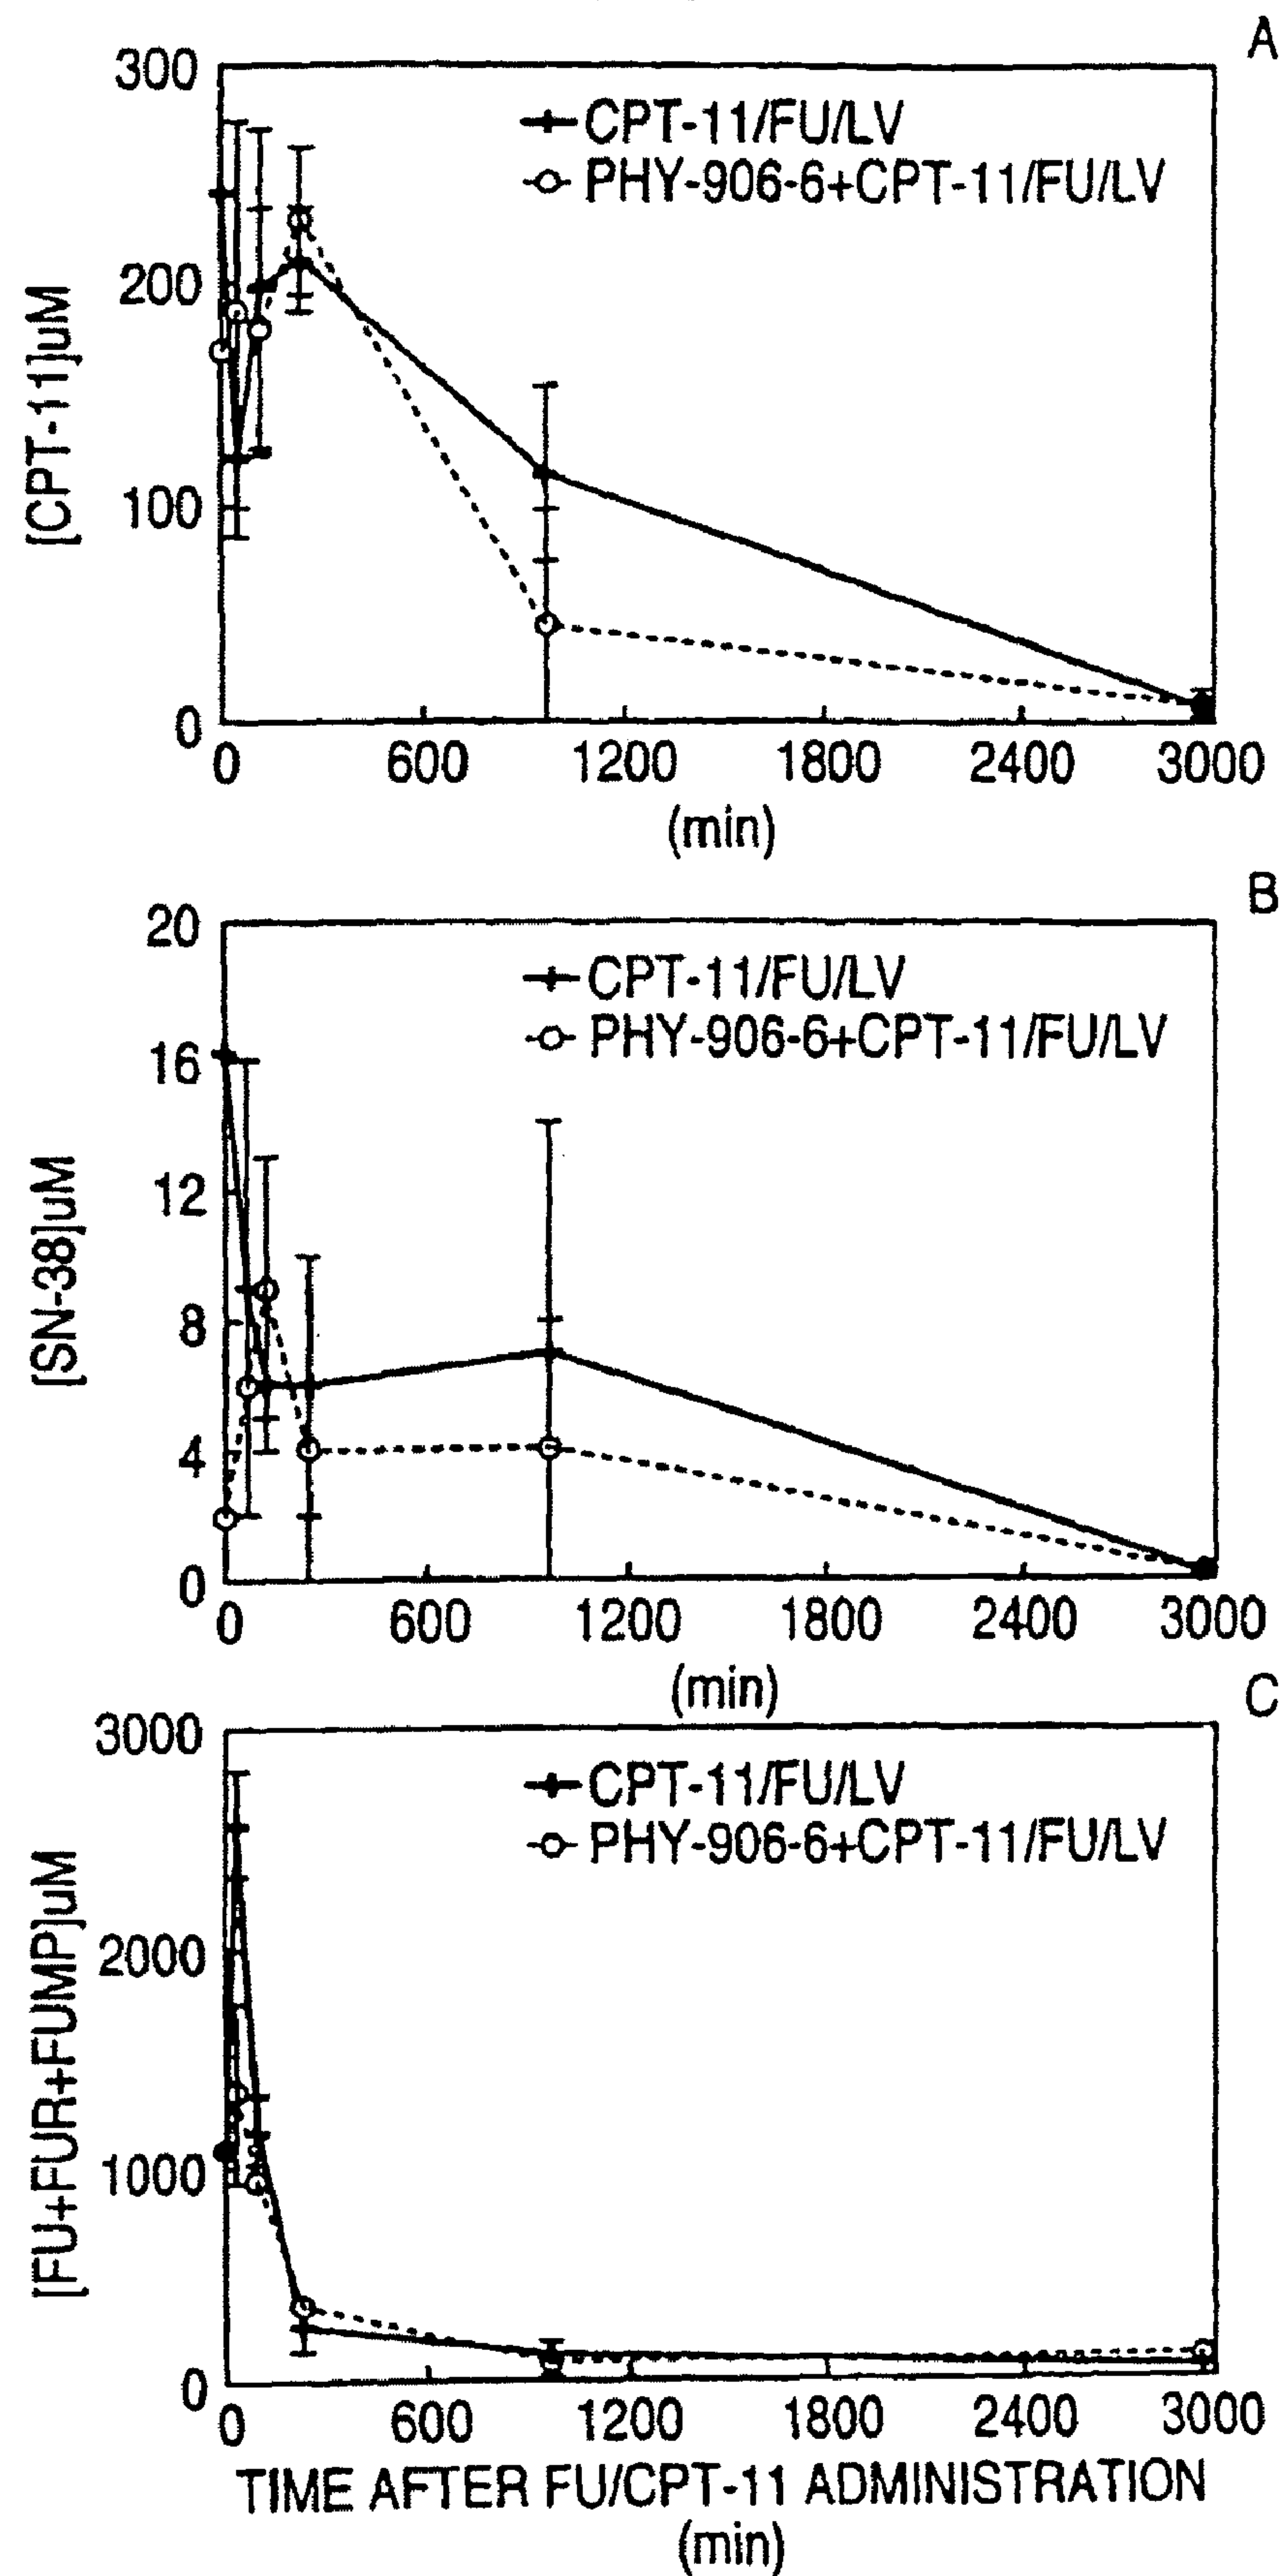 A
300
200
100
0
[CPT-11]uM
CPT-11/FU/LV
PHY-906-6+CPT-11/FU/LV
0 600 1200 1800 2400 3000
(min)
B
20
16
12
8
4
0
[SN-38]uM
CPT-11/FU/LV
PHY-906-6+CPT-11/FU/LV
0 600 1200 1800 2400 3000
(min)
C
3000
2000
1000
0
[FU+FUR+FUMP]uM
CPT-11/FU/LV
PHY-906-6+CPT-11/FU/LV
0 600 1200 1800 2400 3000
TIME AFTER FU/CPT-11 ADMINISTRATION
(min)